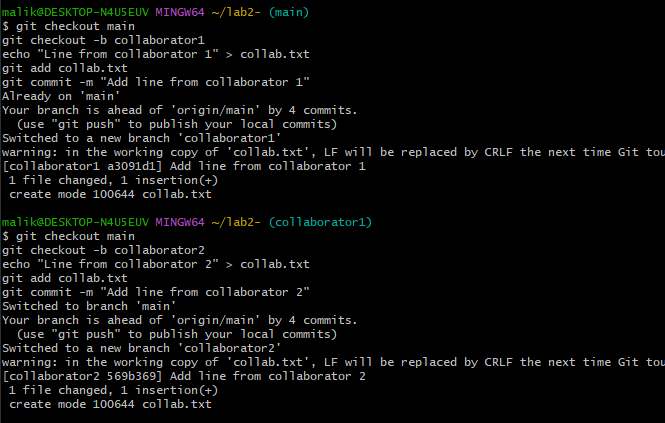 malik@DESKTOP-N4U5EUV MINGW64 ~/lab2- (main)
$ git checkout main
git checkout -b collaborator1
echo "Line from collaborator 1" > collab.txt
git add collab.txt
git commit -m "Add line from collaborator 1"
Already on 'main'
Your branch is ahead of 'origin/main' by 4 commits.
  (use "git push" to publish your local commits)
Switched to a new branch 'collaborator1'
warning: in the working copy of 'collab.txt', LF will be replaced by CRLF the next time Git tou
[collaborator1 a3091d1] Add line from collaborator 1
 1 file changed, 1 insertion(+)
 create mode 100644 collab.txt

malik@DESKTOP-N4U5EUV MINGW64 ~/lab2- (collaborator1)
$ git checkout main
git checkout -b collaborator2
echo "Line from collaborator 2" > collab.txt
git add collab.txt
git commit -m "Add line from collaborator 2"
Switched to branch 'main'
Your branch is ahead of 'origin/main' by 4 commits.
  (use "git push" to publish your local commits)
Switched to a new branch 'collaborator2'
warning: in the working copy of 'collab.txt', LF will be replaced by CRLF the next time Git tou
[collaborator2 569b369] Add line from collaborator 2
 1 file changed, 1 insertion(+)
 create mode 100644 collab.txt